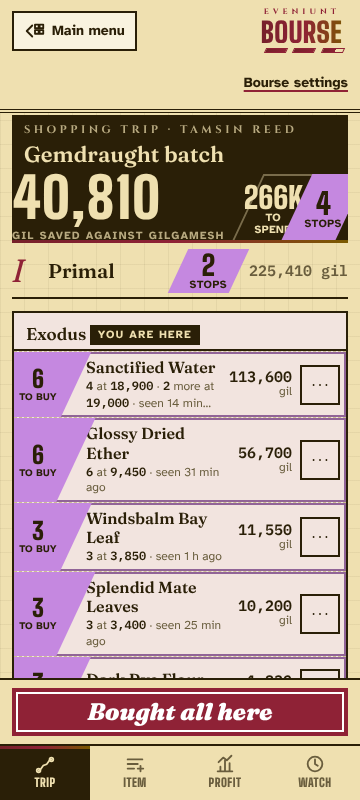 Main menu
EVENIUNT
BOURSE
Bourse settings
SHOPPING TRIP · TAMSIN REED
Gemdraught batch
40,810
GIL SAVED AGAINST GILGAMESH
266K
TO
SPEND
4
STOPS
I Primal
2
STOPS
225,410 gil
Exodus YOU ARE HERE
6
TO BUY
Sanctified Water
4 at 18,900 · 2 more at
19,000 · seen 14 min...
113,600
gil
...
6
TO BUY
Glossy Dried
Ether
6 at 9,450 · seen 31 min
ago
56,700
gil
...
3
TO BUY
Windsbalm Bay
Leaf
3 at 3,850 · seen 1 h ago
11,550
gil
...
3
TO BUY
Splendid Mate
Leaves
3 at 3,400 · seen 25 min
ago
10,200
gil
...
Bought all here
TRIP
ITEM
PROFIT
WATCH